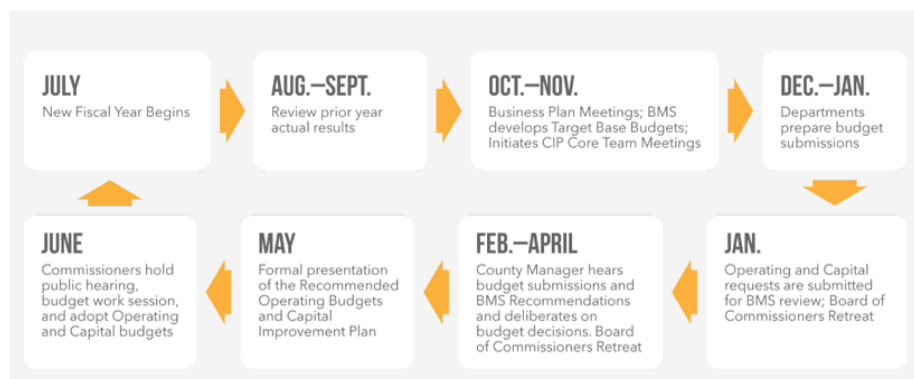 JULY
New Fiscal Year Begins
AUG.–SEPT.
Review prior year
actual results
OCT.–NOV.
Business Plan Meetings; BMS
develops Target Base Budgets;
Initiates CIP Core Team Meetings
DEC.–JAN.
Departments
prepare budget
submissions
JAN.
Operating and Capital
requests are submitted
for BMS review; Board of
Commissioners Retreat
FEB.–APRIL
County Manager hears
budget submissions and
BMS Recommendations
and deliberates on
budget decisions. Board
of Commissioners Retreat
MAY
Formal presentation
of the Recommended
Operating Budgets
and Capital
Improvement Plan
JUNE
Commissioners hold
public hearing,
budget work session,
and adopt Operating
and Capital budgets